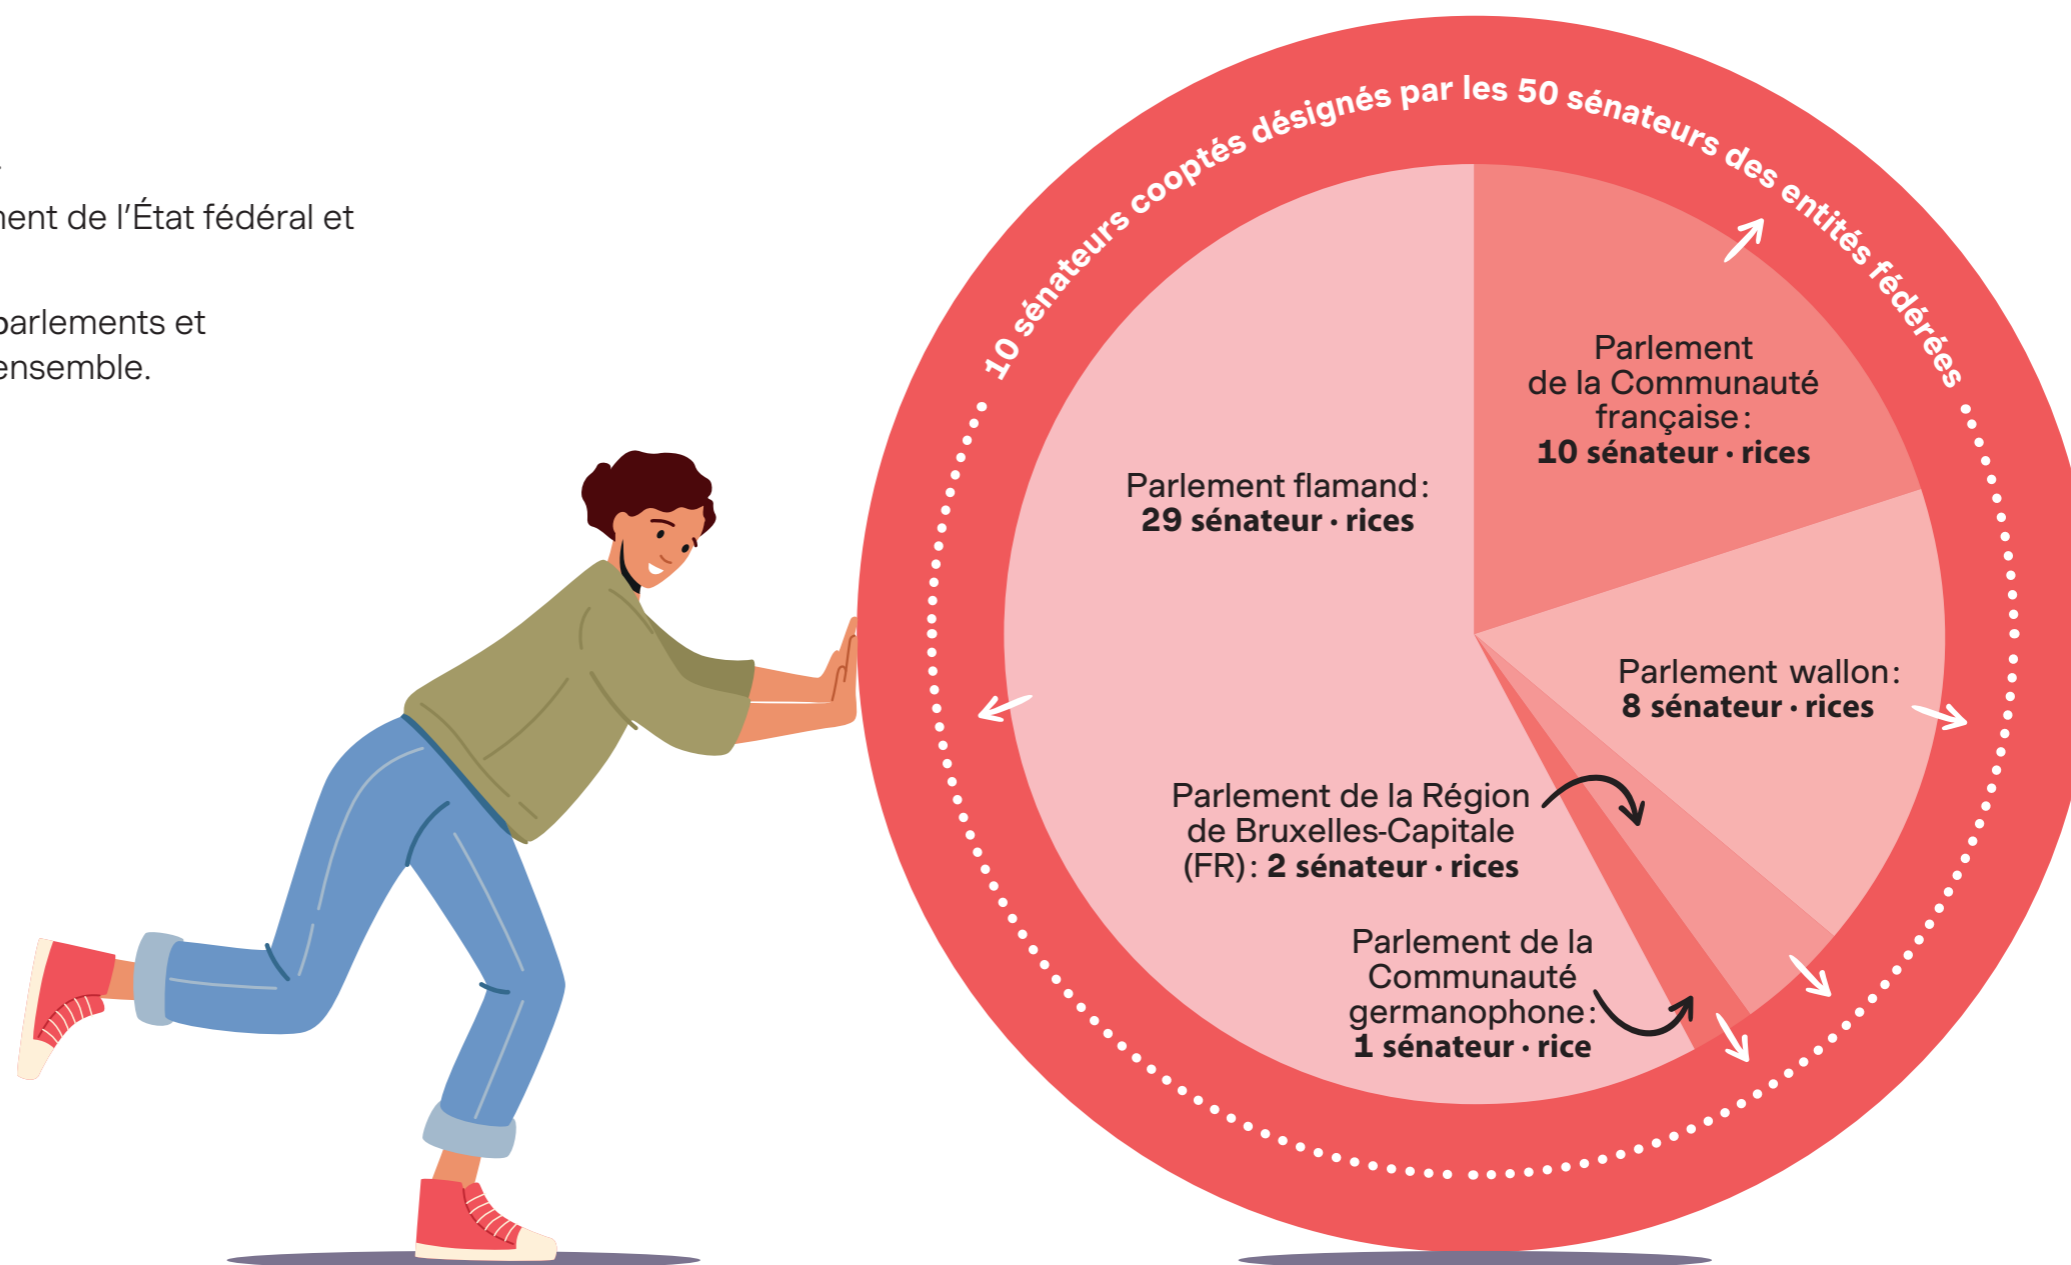 de l’État fédéral et
parlements et
ensemble.
10 sénateurs cooptés désignés par les 50 sénateurs des entités fédérées
Parlement
de la Communauté
française :
10 sénateur · rices
Parlement flamand :
29 sénateur · rices
Parlement wallon :
8 sénateur · rices
Parlement de la Région
de Bruxelles-Capitale
(FR) : 2 sénateur · rices
Parlement de la
Communauté
germanophone :
1 sénateur · rice